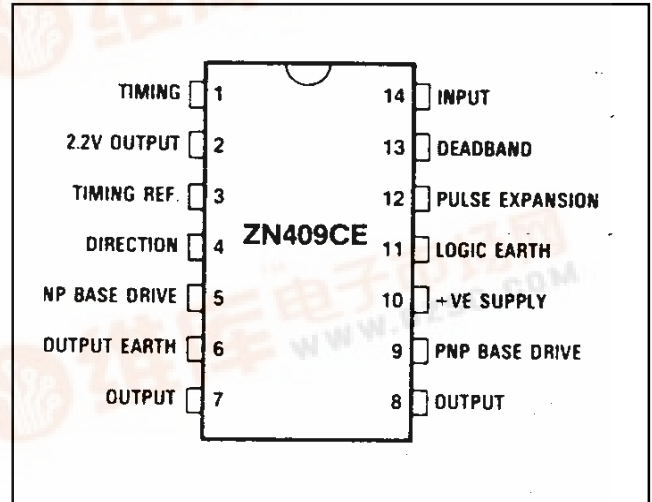 TIMING 1
2.2V OUTPUT 2
TIMING REF. 3
DIRECTION 4
NP BASE DRIVE 5
OUTPUT EARTH 6
OUTPUT 7
ZN409CE
14 INPUT
13 DEADBAND
12 PULSE EXPANSION
11 LOGIC EARTH
10 +VE SUPPLY
9 PNP BASE DRIVE
8 OUTPUT